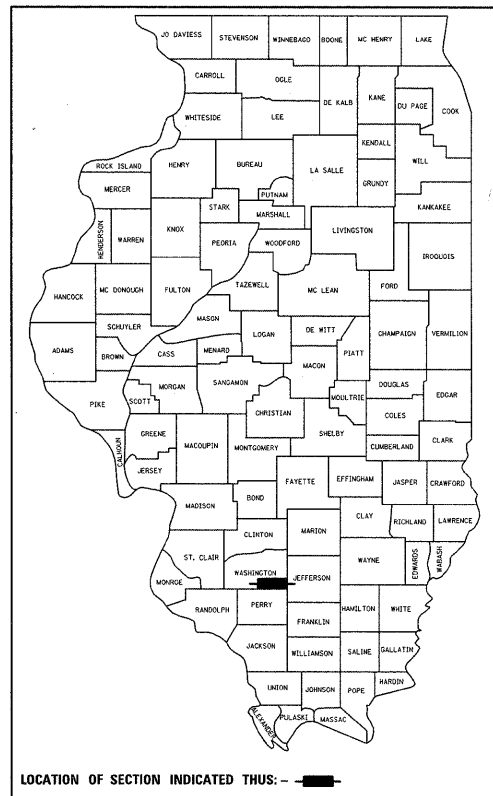 JO DAVIESS STEVENSON WINNEBAGO BOONE MC HENRY LAKE
CARROLL OGLE
DE KALB KANE DU PAGE COOK
WHITESIDE LEE
KENDALL WILL
ROCK ISLAND HENRY BUREAU LA SALLE GRUNDY
MERCER PUTNAM KANKAKEE
STARK MARSHALL
HENDERSON WARREN KNOX PEORIA WOODFORD LIVINGSTON IROQUOIS
HANCOCK MC DONOUGH FULTON TAZEWELL MC LEAN FORD
MASON
SCHUYLER LOGAN DE WITT CHAMPAIGN VERMILION
ADAMS BROWN CASS MENARD MACON PIATT
MORGAN SANGAMON DOUGLAS
PIKE SCOTT CHRISTIAN MOULTRIE COLES EDGAR
GREENE MACOUPIN MONTGOMERY SHELBY CUMBERLAND CLARK
CALHOUN JERSEY
FAYETTE EFFINGHAM JASPER CRAWFORD
MADISON BOND
CLAY RICHLAND LAWRENCE
CLINTON MARION
ST. CLAIR WAYNE EDWARDS WABASH
WASHINGTON JEFFERSON
MONROE
RANDOLPH PERRY HAMILTON WHITE
FRANKLIN
JACKSON WILLIAMSON SALINE GALLATIM
UNION JOHNSON POPE HARDIN
ALEXANDER PULASKI MASSAC
LOCATION OF SECTION INDICATED THUS: -